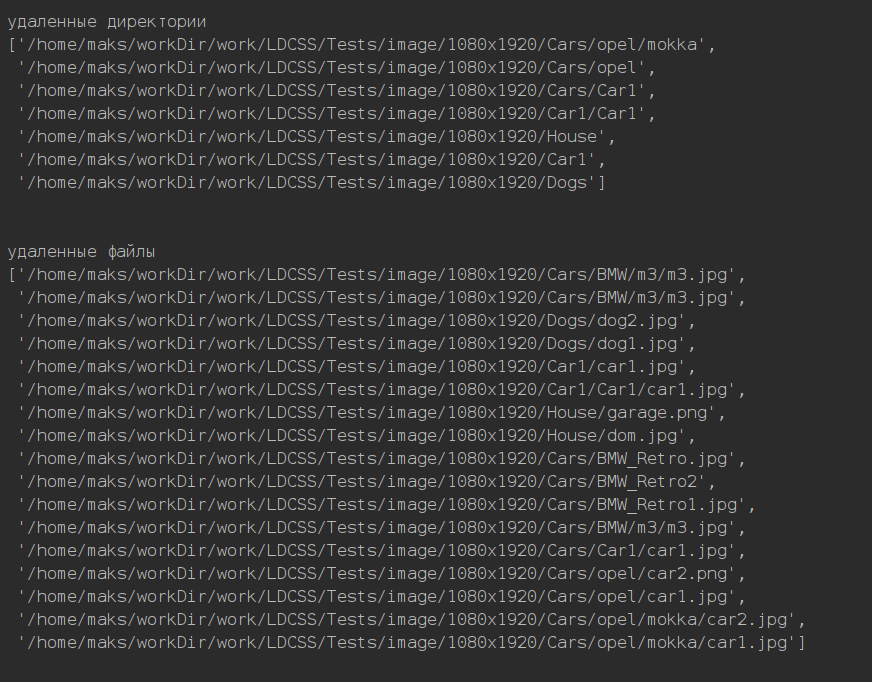 удаленные директории
['/home/maks/workDir/work/LDCSS/Tests/image/1080x1920/Cars/opel/mokka',
'/home/maks/workDir/work/LDCSS/Tests/image/1080x1920/Cars/opel',
'/home/maks/workDir/work/LDCSS/Tests/image/1080x1920/Cars/Car1',
'/home/maks/workDir/work/LDCSS/Tests/image/1080x1920/Car1/Car1',
'/home/maks/workDir/work/LDCSS/Tests/image/1080x1920/House',
'/home/maks/workDir/work/LDCSS/Tests/image/1080x1920/Car1',
'/home/maks/workDir/work/LDCSS/Tests/image/1080x1920/Dogs']
удаленные файлы
['/home/maks/workDir/work/LDCSS/Tests/image/1080x1920/Cars/BMW/m3/m3.jpg',
'/home/maks/workDir/work/LDCSS/Tests/image/1080x1920/Cars/BMW/m3/m3.jpg',
'/home/maks/workDir/work/LDCSS/Tests/image/1080x1920/Dogs/dog2.jpg',
'/home/maks/workDir/work/LDCSS/Tests/image/1080x1920/Dogs/dog1.jpg',
'/home/maks/workDir/work/LDCSS/Tests/image/1080x1920/Car1/car1.jpg',
'/home/maks/workDir/work/LDCSS/Tests/image/1080x1920/Car1/Car1/car1.jpg',
'/home/maks/workDir/work/LDCSS/Tests/image/1080x1920/House/garage.png',
'/home/maks/workDir/work/LDCSS/Tests/image/1080x1920/House/dom.jpg',
'/home/maks/workDir/work/LDCSS/Tests/image/1080x1920/Cars/BMW_Retro.jpg',
'/home/maks/workDir/work/LDCSS/Tests/image/1080x1920/Cars/BMW_Retro2',
'/home/maks/workDir/work/LDCSS/Tests/image/1080x1920/Cars/BMW_Retro1.jpg',
'/home/maks/workDir/work/LDCSS/Tests/image/1080x1920/Cars/BMW/m3/m3.jpg',
'/home/maks/workDir/work/LDCSS/Tests/image/1080x1920/Cars/Car1/car1.jpg',
'/home/maks/workDir/work/LDCSS/Tests/image/1080x1920/Cars/opel/car2.png',
'/home/maks/workDir/work/LDCSS/Tests/image/1080x1920/Cars/opel/car1.jpg',
'/home/maks/workDir/work/LDCSS/Tests/image/1080x1920/Cars/opel/mokka/car2.jpg',
'/home/maks/workDir/work/LDCSS/Tests/image/1080x1920/Cars/opel/mokka/car1.jpg']